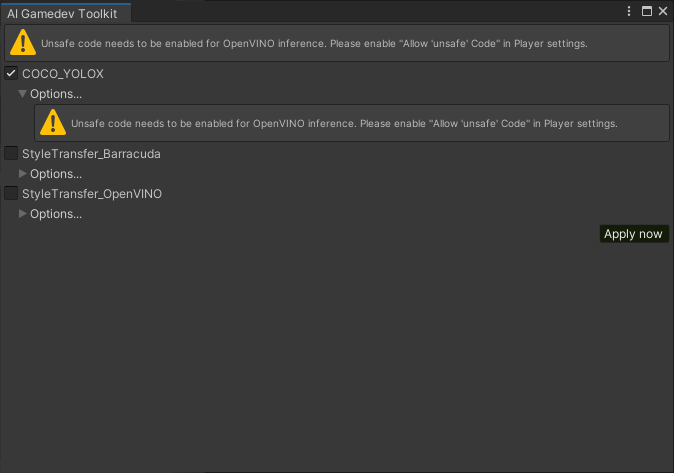 AI Gamedev Toolkit
Unsafe code needs to be enabled for OpenVINO inference. Please enable "Allow 'unsafe' Code" in Player settings.
COCO_YOLOX
Options...
Unsafe code needs to be enabled for OpenVINO inference. Please enable "Allow 'unsafe' Code" in Player settings.
StyleTransfer_Barracuda
Options...
StyleTransfer_OpenVINO
Options...
Apply now